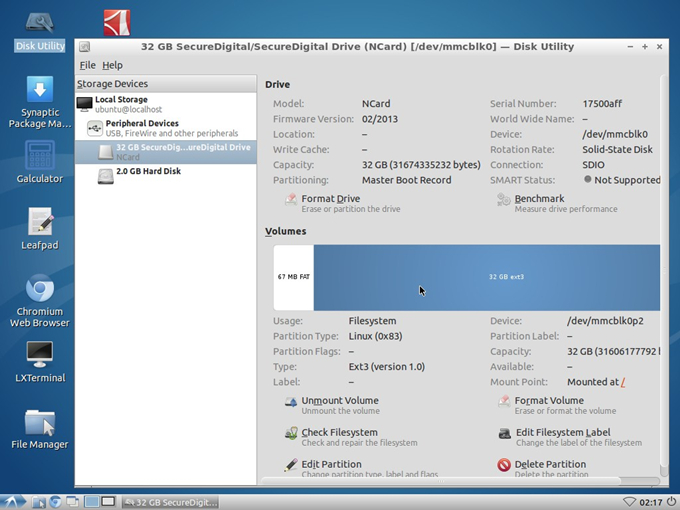 Disk Utility
NCard
Synaptic
Package Ma...
Galculator
Leafpad
Chromium
Web Browser
LXTerminal
File Manager
32 GB SecureDigital/SecureDigital Drive (NCard) [/dev/mmcblk0] — Disk Utility
File Help
Storage Devices
Local Storage
ubuntu@localhost
Peripheral Devices
USB, FireWire and other peripherals
32 GB SecureDig...ureDigital Drive
NCard
2.0 GB Hard Disk
Drive
Model: NCard Serial Number: 17500aff
Firmware Version: 02/2013 World Wide Name: –
Location: – Device: /dev/mmcblk0
Write Cache: – Rotation Rate: Solid-State Disk
Capacity: 32 GB (31674335232 bytes) Connection: SDIO
Partitioning: Master Boot Record SMART Status: Not Supported
Format Drive Benchmark
Erase or partition the drive Measure drive performance
Volumes
67 MB FAT 32 GB ext3
Usage: Filesystem Device: /dev/mmcblk0p2
Partition Type: Linux (0x83) Partition Label: –
Partition Flags: – Capacity: 32 GB (31606177792 b
Type: Ext3 (version 1.0) Available: –
Label: – Mount Point: Mounted at /
Unmount Volume Format Volume
Unmount the volume Erase or format the volume
Check Filesystem Edit Filesystem Label
Check and repair the filesystem Change the label of the filesystem
Edit Partition Delete Partition
Change partition type, label and flags Delete the partition
32 GB SecureDigit...
02:17